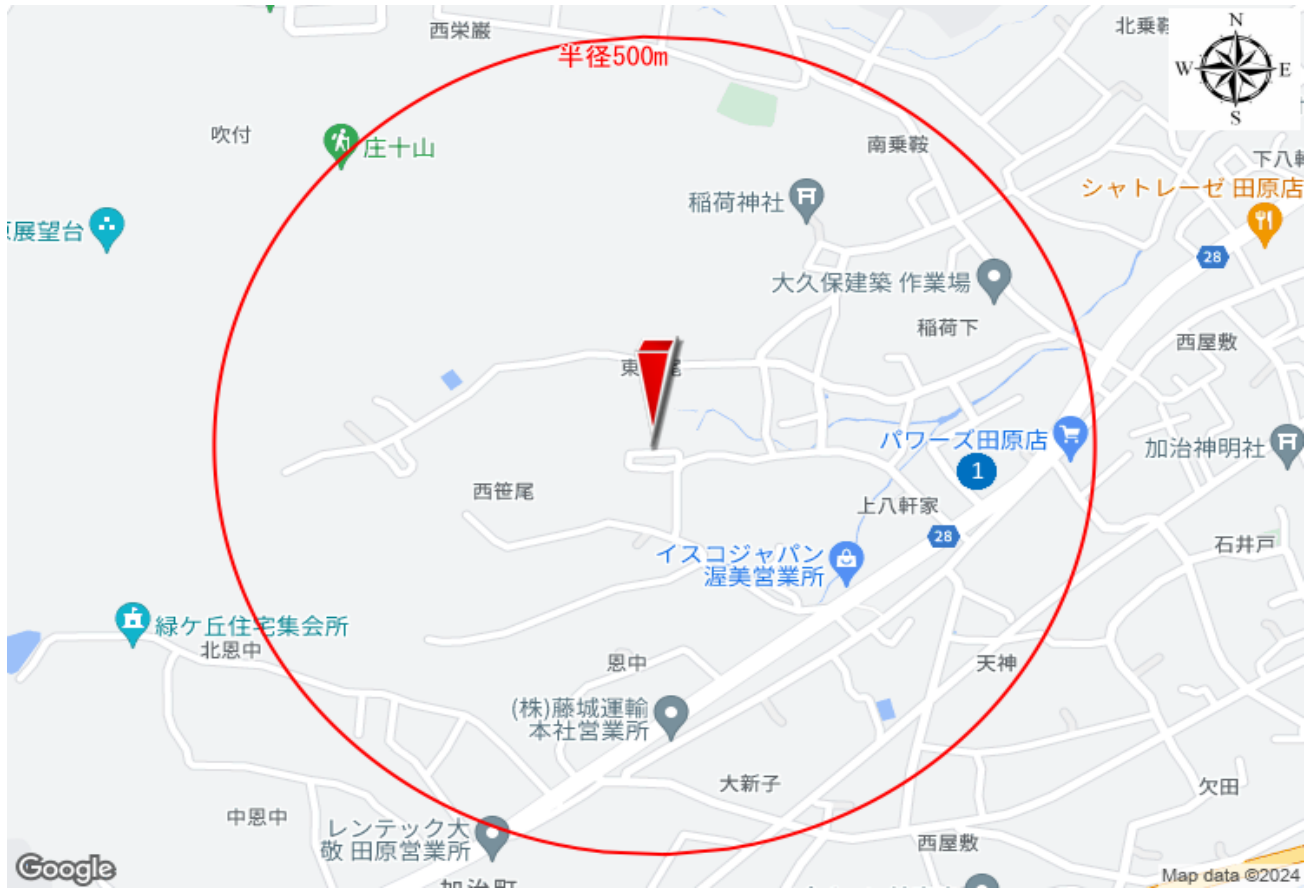 西栄巖
北乗鞍
N
W
E
S
半径500m
吹付
庄十山
南乗鞍
下八軒
シャトレーゼ 田原店
稲荷神社
展望台
28
大久保建築 作業場
稲荷下
西屋敷
パワーズ田原店
加治神明社
1
西笹尾
上八軒家
28
イスコジャパン
渥美営業所
石井戸
緑ケ丘住宅集会所
北恩中
恩中
天神
(株)藤城運輸
本社営業所
大新子
欠田
中恩中
レンテック大
敬 田原営業所
西屋敷
加治町
Google
Map data ©2024